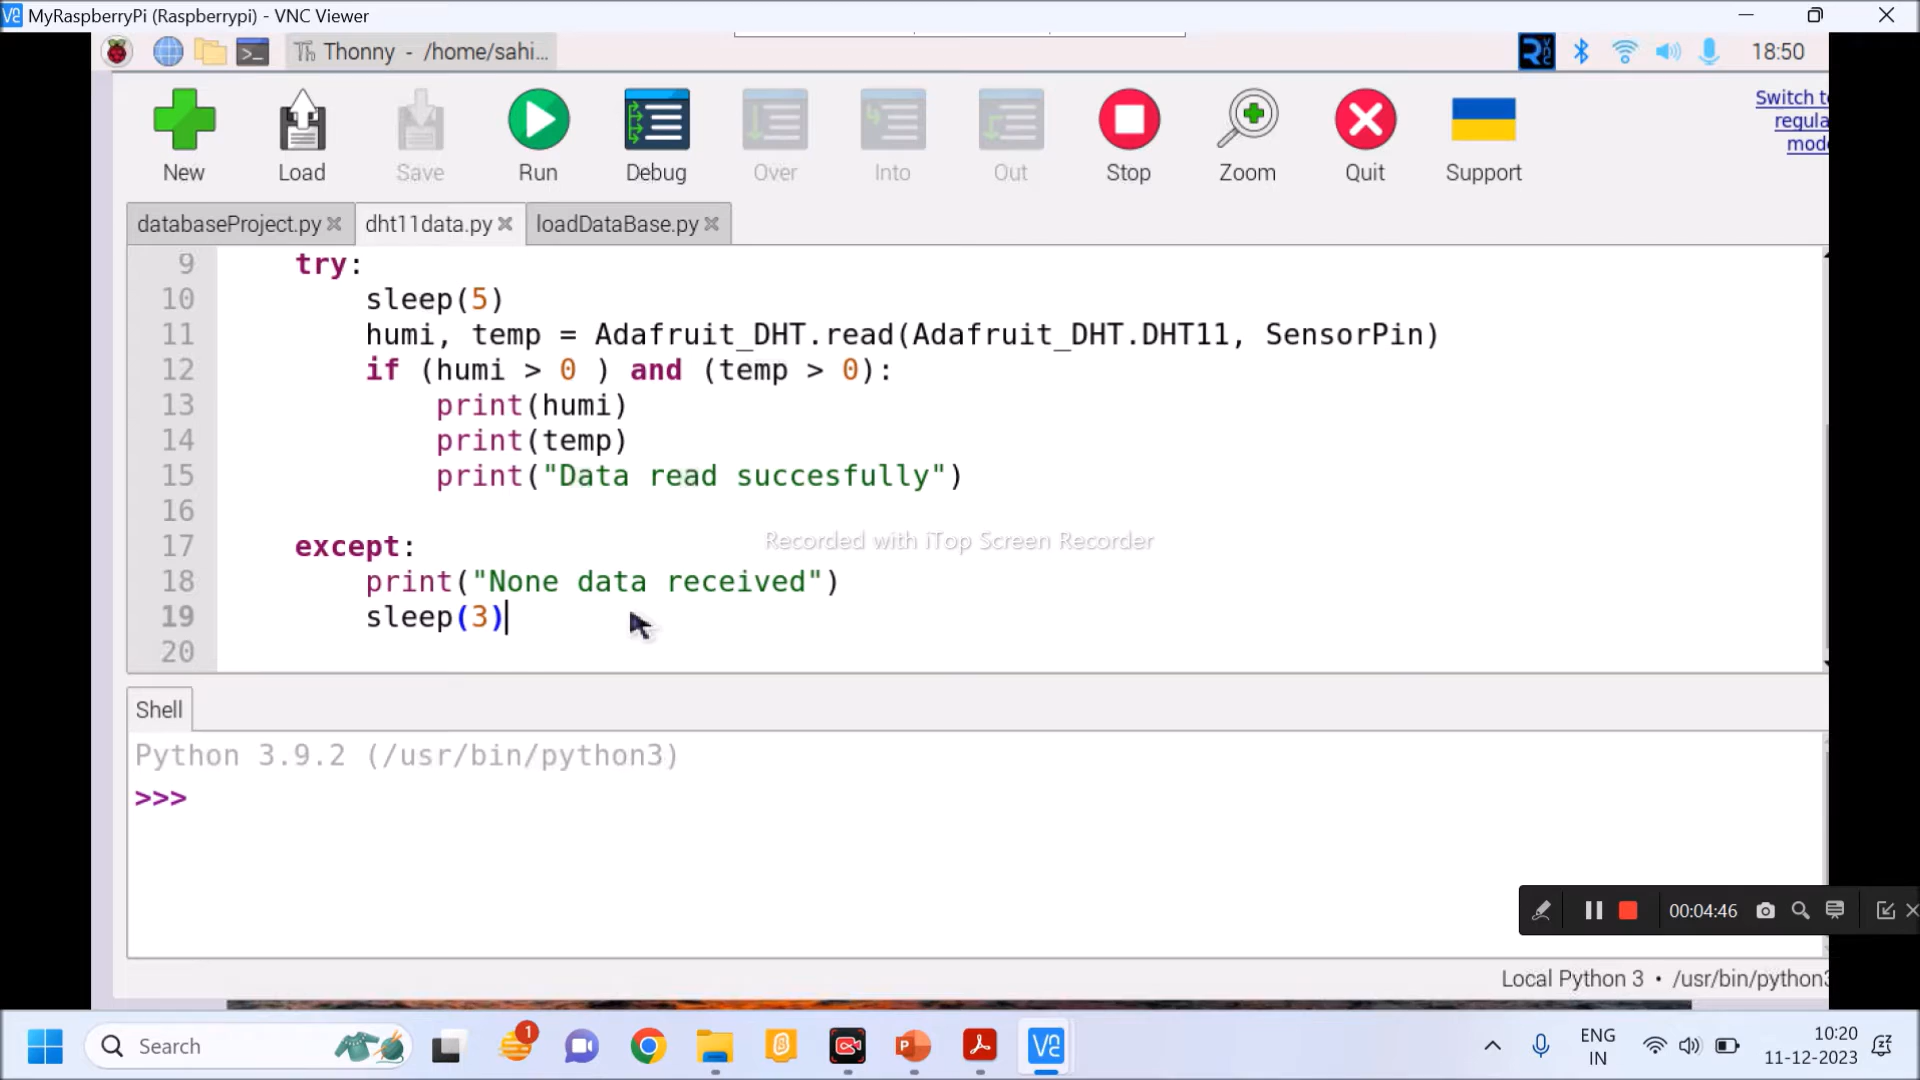 MyRaspberryPi (Raspberrypi) - VNC Viewer
Thonny - /home/sahi...
18:50
New
Load
Save
Run
Debug
Over
Into
Out
Stop
Zoom
Quit
Support
Switch t
regula
mod
databaseProject.py
dht11data.py
loadDataBase.py
9 try:
10 sleep(5)
11 humi, temp = Adafruit_DHT.read(Adafruit_DHT.DHT11, SensorPin)
12 if (humi > 0 ) and (temp > 0):
13 print(humi)
14 print(temp)
15 print("Data read succesfully")
16
17 except:
18 print("None data received")
19 sleep(3)
20
Recorded with iTop Screen Recorder
Shell
Python 3.9.2 (/usr/bin/python3)
>>>
00:04:46
Local Python 3 • /usr/bin/python3
Search
1
ENG
IN
10:20
11-12-2023